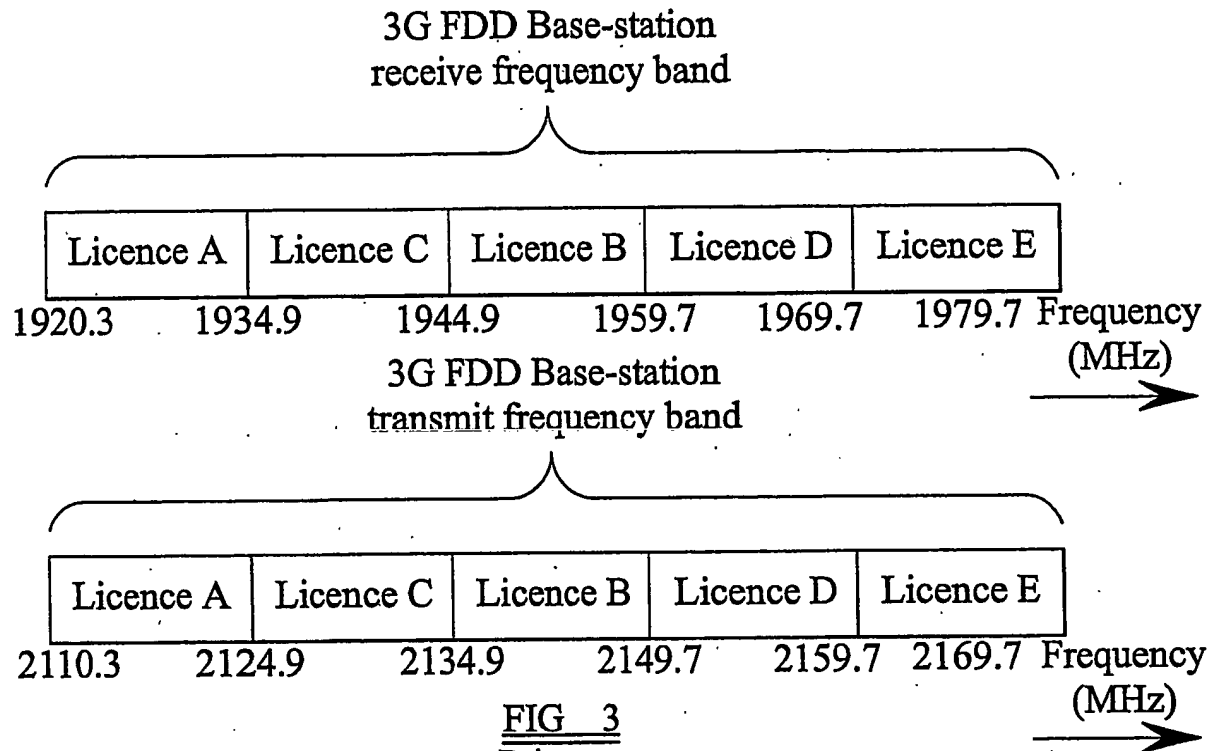 3G FDD Base-station
receive frequency band
Licence A Licence C Licence B Licence D Licence E
1920.3 1934.9 1944.9 1959.7 1969.7 1979.7 Frequency
(MHz)
3G FDD Base-station
transmit frequency band
Licence A Licence C Licence B Licence D Licence E
2110.3 2124.9 2134.9 2149.7 2159.7 2169.7 Frequency
(MHz)
FIG 3